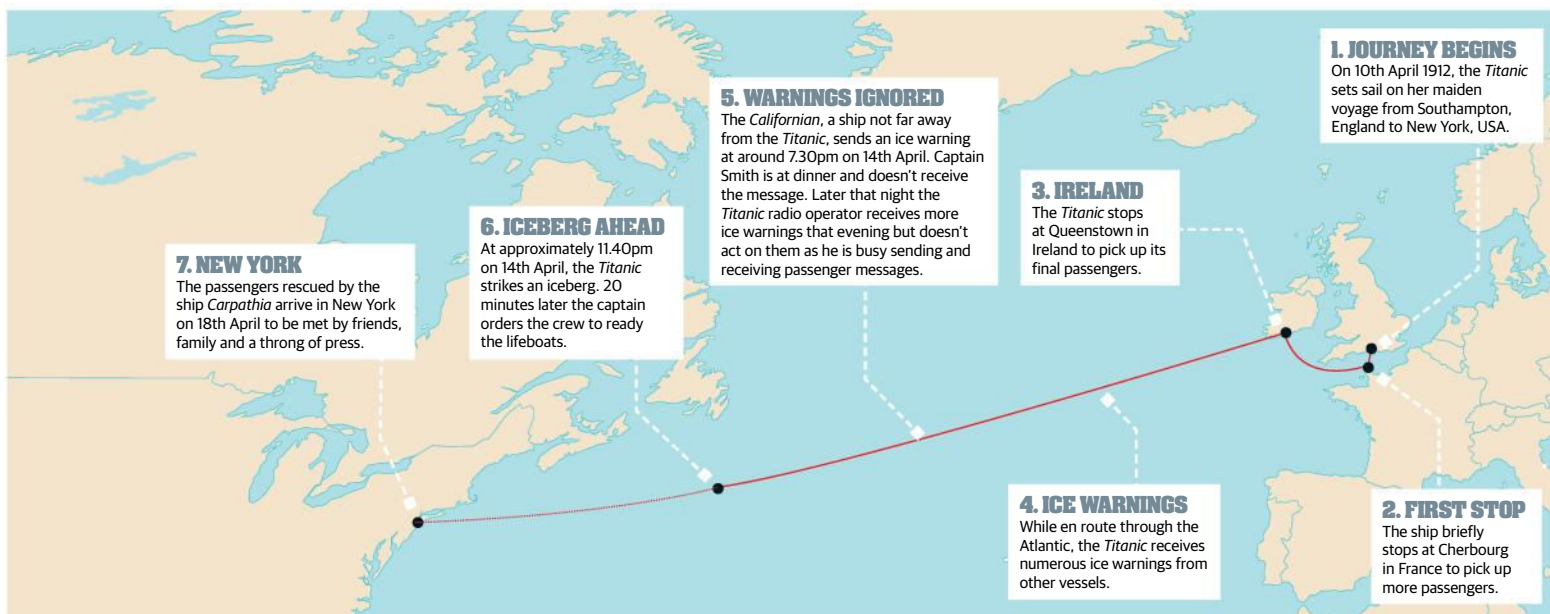 1. JOURNEY BEGINS
On 10th April 1912, the Titanic
sets sail on her maiden
voyage from Southampton,
England to New York, USA.
2. FIRST STOP
The ship briefly
stops at Cherbourg
in France to pick up
more passengers.
3. IRELAND
The Titanic stops
at Queenstown in
Ireland to pick up its
final passengers.
4. ICE WARNINGS
While en route through the
Atlantic, the Titanic receives
numerous ice warnings from
other vessels.
5. WARNINGS IGNORED
The Californian, a ship not far away
from the Titanic, sends an ice warning
at around 7.30pm on 14th April. Captain
Smith is at dinner and doesn't receive
the message. Later that night the
Titanic radio operator receives more
ice warnings that evening but doesn't
act on them as he is busy sending and
receiving passenger messages.
6. ICEBERG AHEAD
At approximately 11.40pm
on 14th April, the Titanic
strikes an iceberg. 20
minutes later the captain
orders the crew to ready
the lifeboats.
7. NEW YORK
The passengers rescued by the
ship Carpathia arrive in New York
on 18th April to be met by friends,
family and a throng of press.